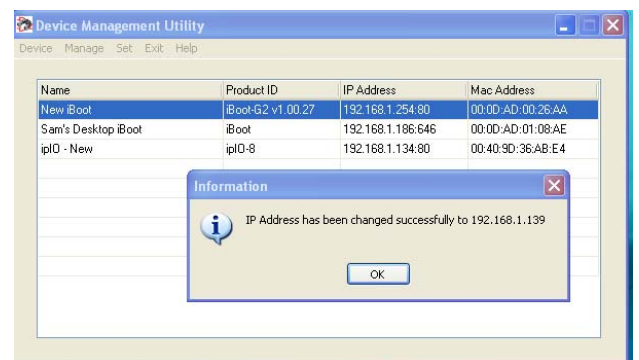 Device Management Utility
Device Manage Set Exit Help
Name Product ID IP Address Mac Address
New iBoot iBoot-G2 v1.00.27 192.168.1.254:80 00:0D:AD:00:26:AA
Sam's Desktop iBoot iBoot 192.168.1.186:646 00:0D:AD:01:08:AE
ipIO - New ipIO-8 192.168.1.134:80 00:40:9D:36:AB:E4
Information
IP Address has been changed successfully to 192.168.1.139
OK